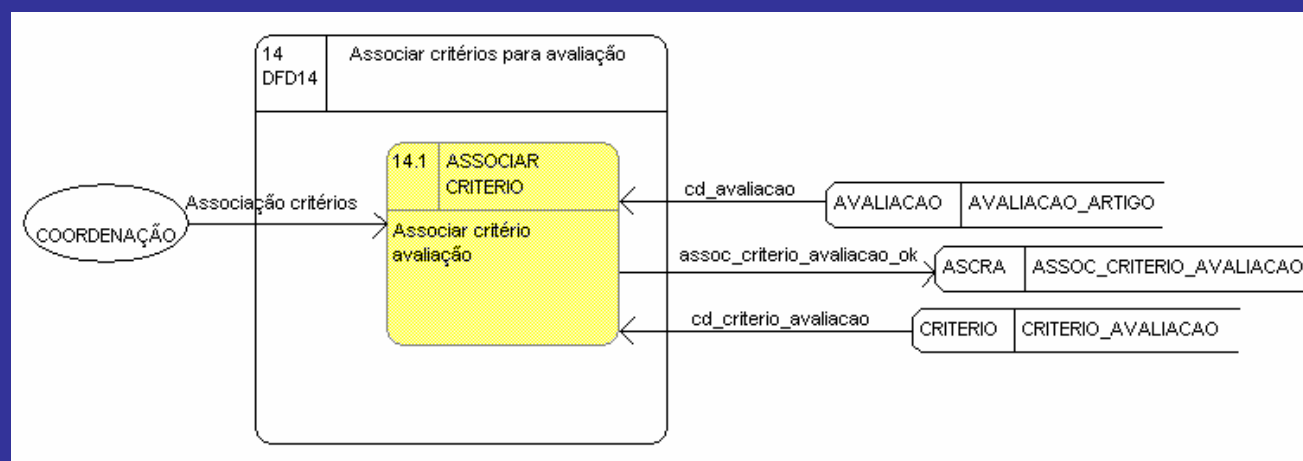 14
DFD14
Associar critérios para avaliação
14.1
ASSOCIAR
CRITERIO
Associar critério
avaliação
COORDENAÇÃO
Associação critérios
cd_avaliacao
AVALIACAO
AVALIACAO_ARTIGO
assoc_criterio_avaliacao_ok
ASCRA
ASSOC_CRITERIO_AVALIACAO
cd_criterio_avaliacao
CRITERIO
CRITERIO_AVALIACAO